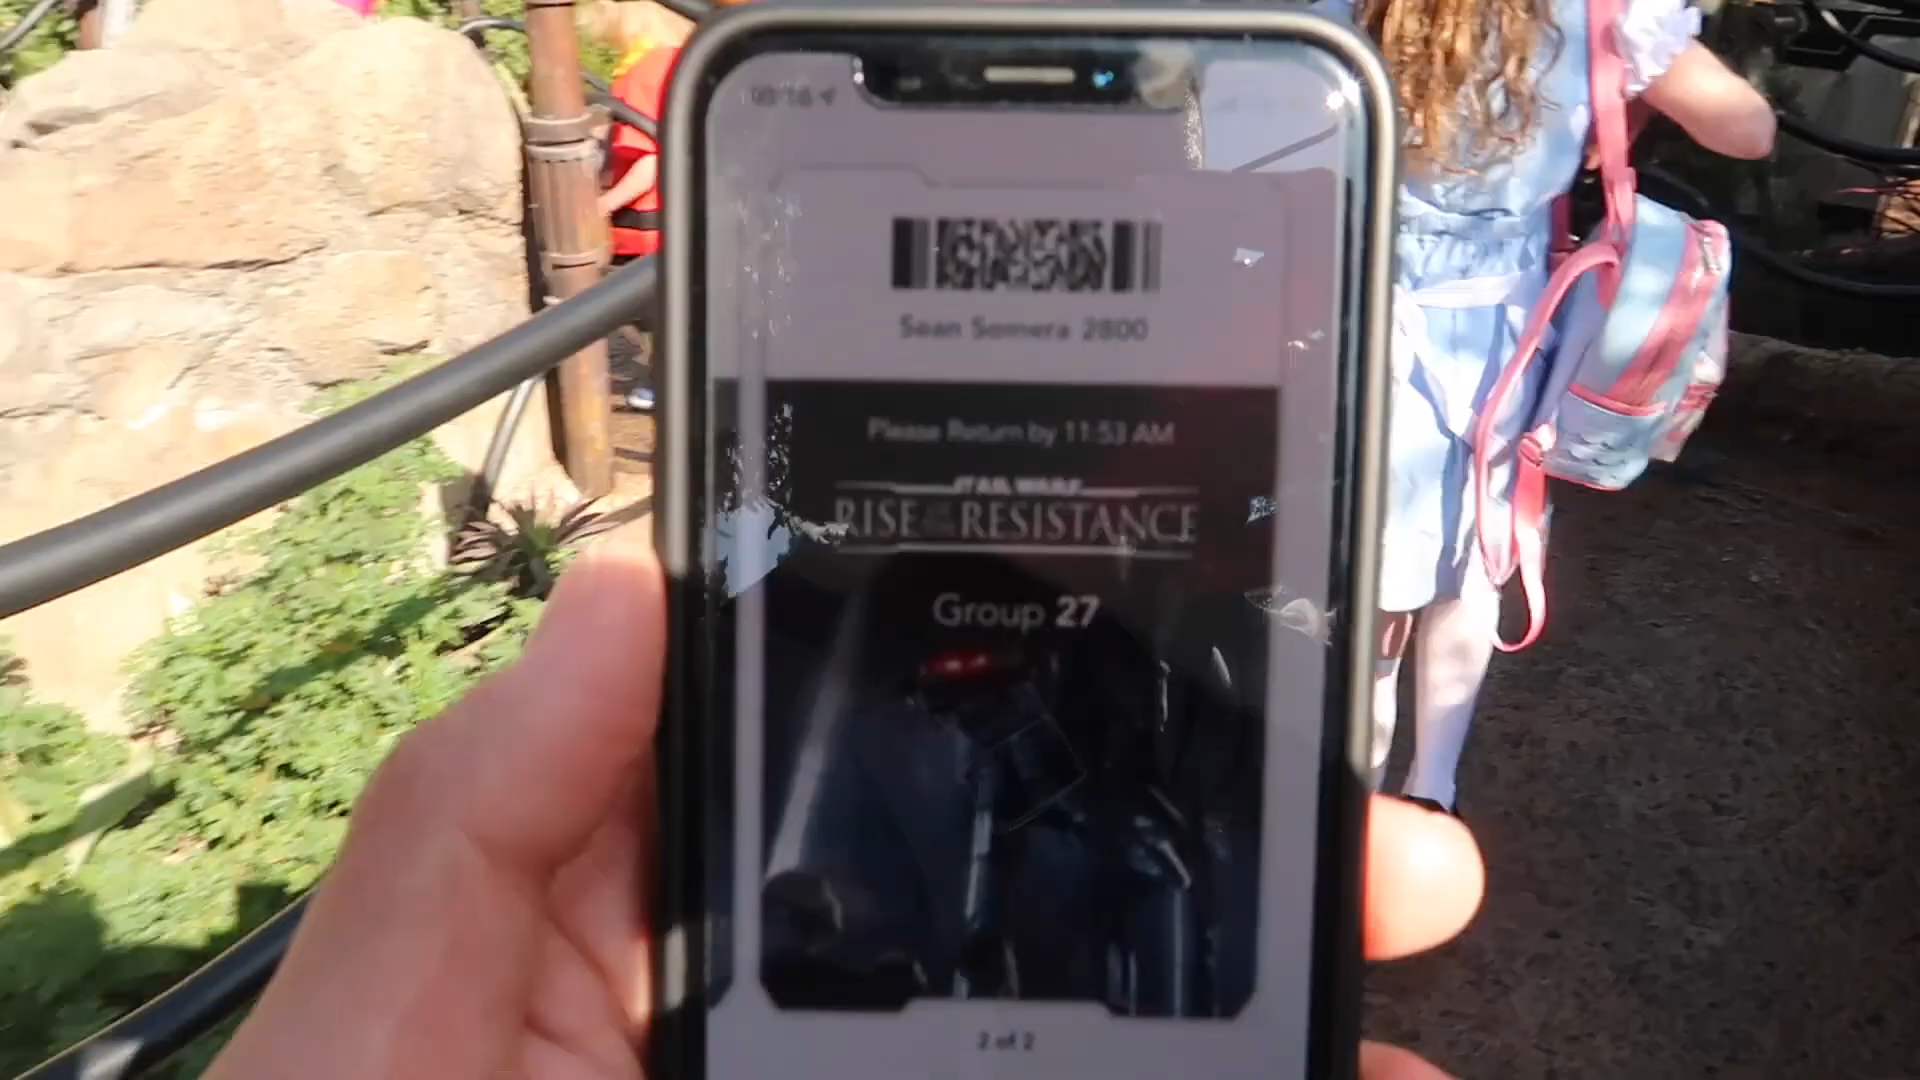 Sean Somera 2800
Please Return by 11:53 AM
STAR WARS
RISE OF THE RESISTANCE
Group 27
2 of 2